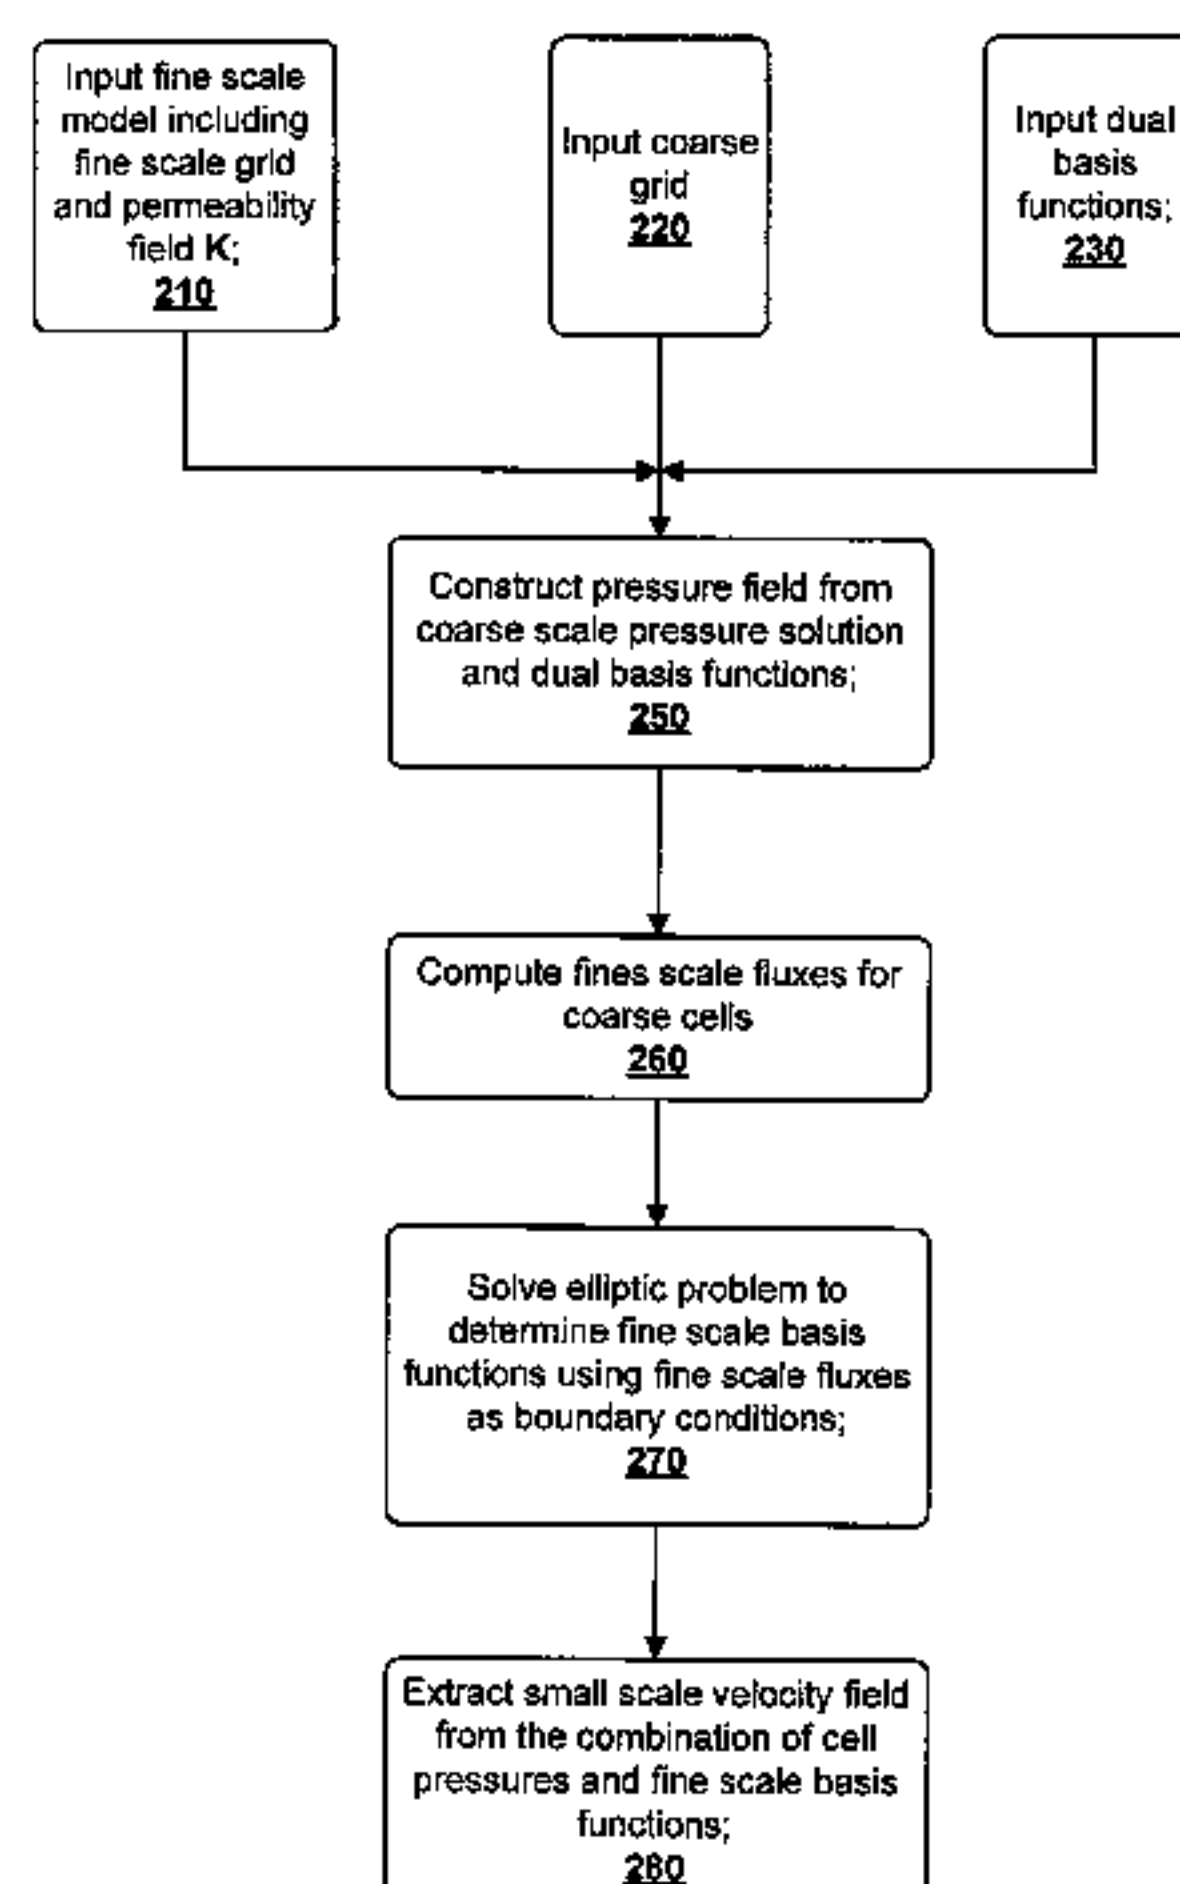 Input fine scale
model including
fine scale grid
and permeability
field K;
210
Input coarse
grid
220
Input dual
basis
functions;
230
Construct pressure field from
coarse scale pressure solution
and dual basis functions;
250
Compute fines scale fluxes for
coarse cells
260
Solve elliptic problem to
determine fine scale basis
functions using fine scale fluxes
as boundary conditions;
270
Extract small scale velocity field
from the combination of cell
pressures and fine scale basis
functions;
280